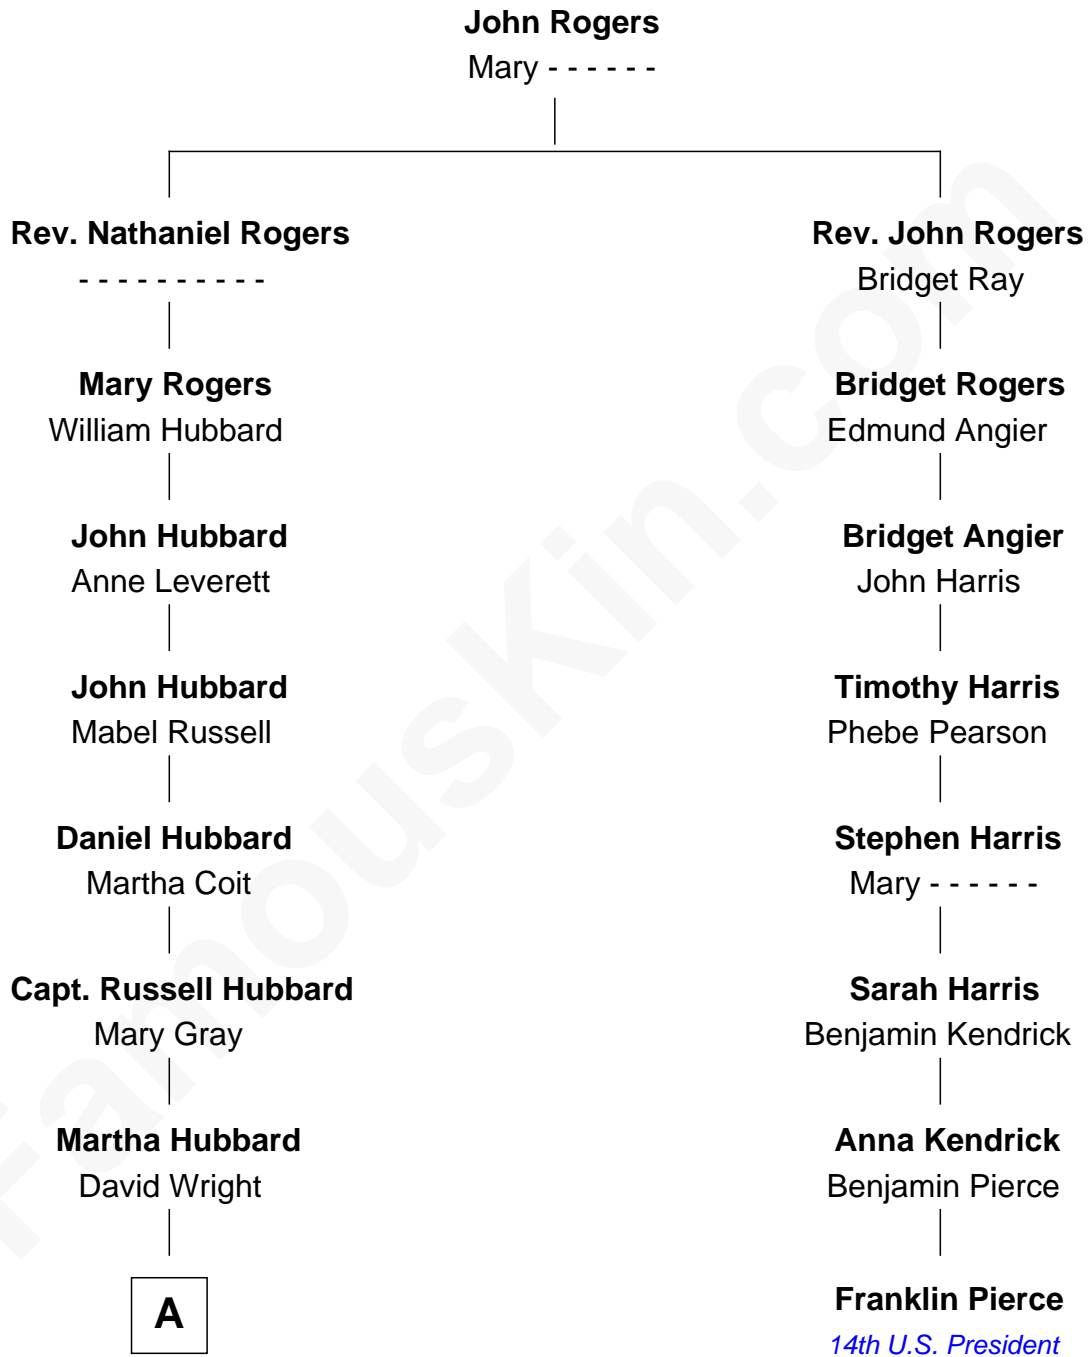 John Rogers
Mary - - - - - -
Rev. Nathaniel Rogers
- - - - - - - - - -
Rev. John Rogers
Bridget Ray
Mary Rogers
William Hubbard
Bridget Rogers
Edmund Angier
John Hubbard
Anne Leverett
Bridget Angier
John Harris
John Hubbard
Mabel Russell
Timothy Harris
Phebe Pearson
Daniel Hubbard
Martha Coit
Stephen Harris
Mary - - - - - -
Capt. Russell Hubbard
Mary Gray
Sarah Harris
Benjamin Kendrick
Martha Hubbard
David Wright
Anna Kendrick
Benjamin Pierce
A
Franklin Pierce
14th U.S. President
FamousKin.com